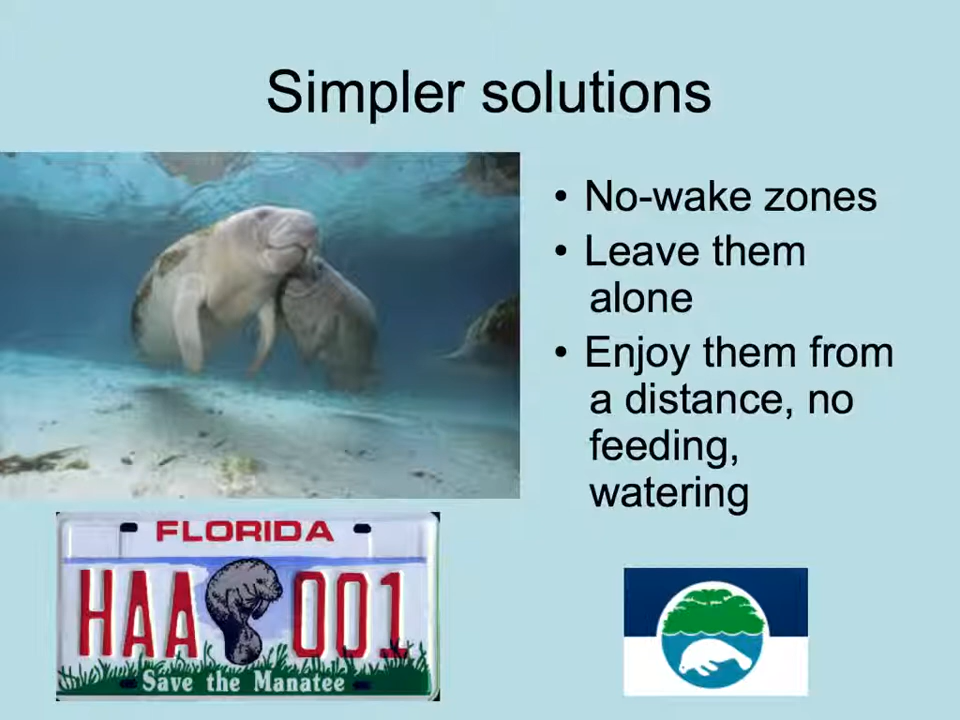 Simpler solutions
• No-wake zones
• Leave them
alone
• Enjoy them from
a distance, no
feeding,
watering
FLORIDA
HAA 001
Save the Manatee